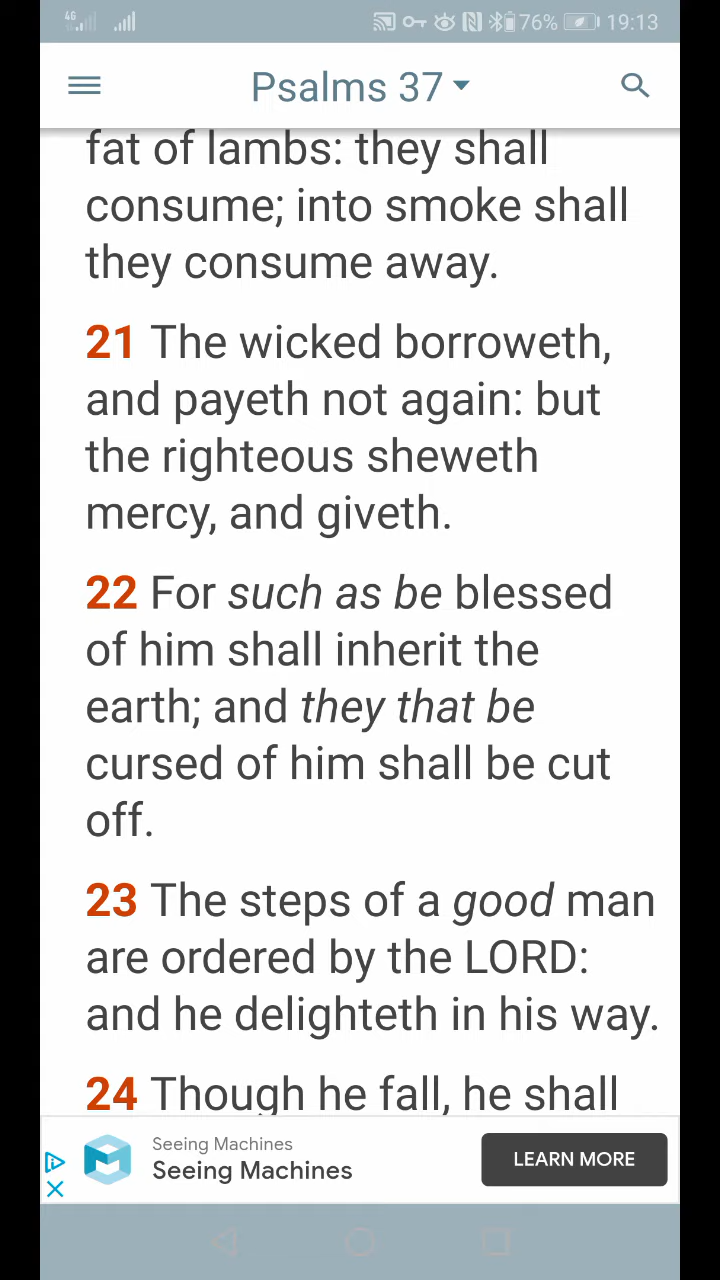 4G 76% 19:13
Psalms 37
fat of lambs: they shall
consume; into smoke shall
they consume away.
21 The wicked borroweth,
and payeth not again: but
the righteous sheweth
mercy, and giveth.
22 For such as be blessed
of him shall inherit the
earth; and they that be
cursed of him shall be cut
off.
23 The steps of a good man
are ordered by the LORD:
and he delighteth in his way.
24 Though he fall, he shall
Seeing Machines
Seeing Machines
LEARN MORE